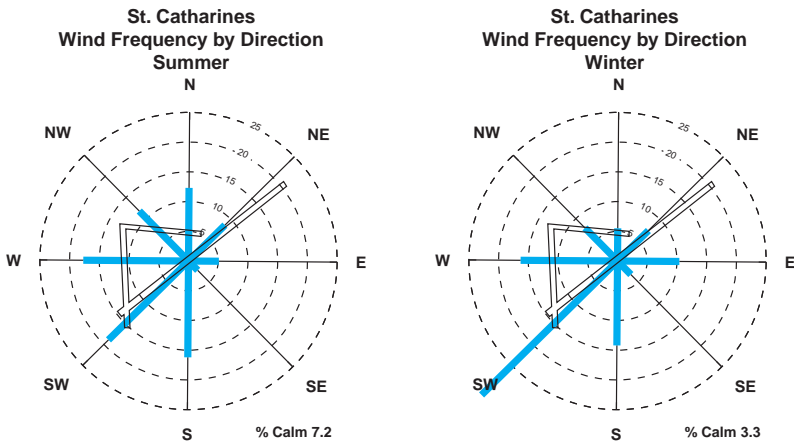 St. Catharines
Wind Frequency by Direction
Summer
N
NE
E
SE
S
SW
W
NW
25
20
15
10
5
% Calm 7.2
St. Catharines
Wind Frequency by Direction
Winter
N
NE
E
SE
S
SW
W
NW
25
20
15
10
5
% Calm 3.3